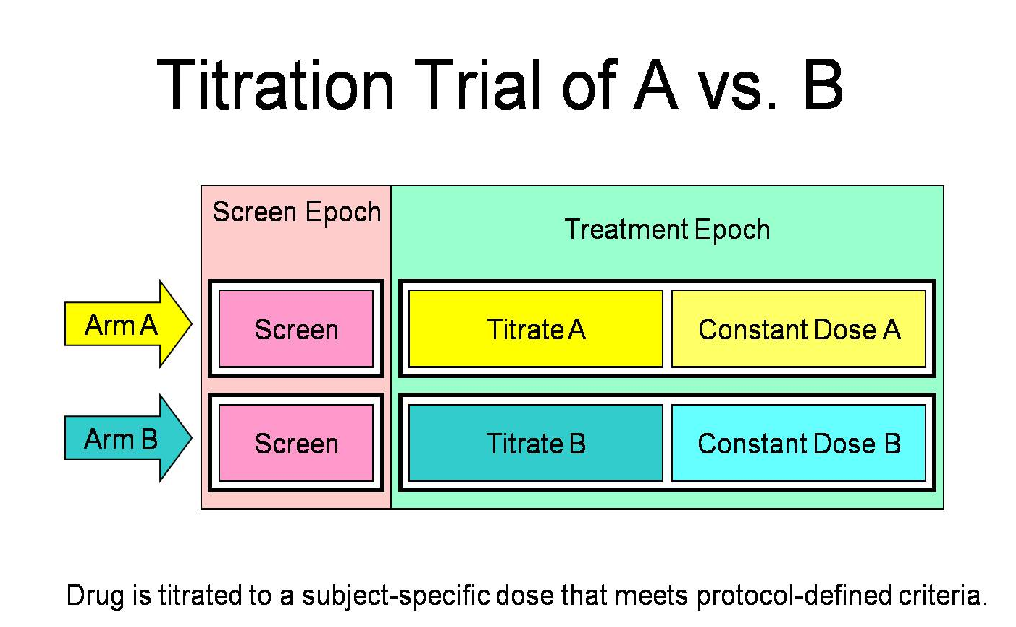 Titration Trial of A vs. B
Screen Epoch
Treatment Epoch
Arm A
Screen
Titrate A
Constant Dose A
Arm B
Screen
Titrate B
Constant Dose B
Drug is titrated to a subject-specific dose that meets protocol-defined criteria.